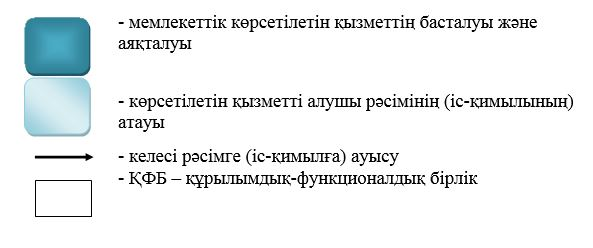 - мемлекеттік көрсетілетін қызметтің басталуы және
аяқталуы
- көрсетілетін қызметті алушы рәсімінің (іс-қимылының)
атауы
- келесі рәсімге (іс-қимылға) ауысу
- ҚФБ – құрылымдық-функционалдық бірлік